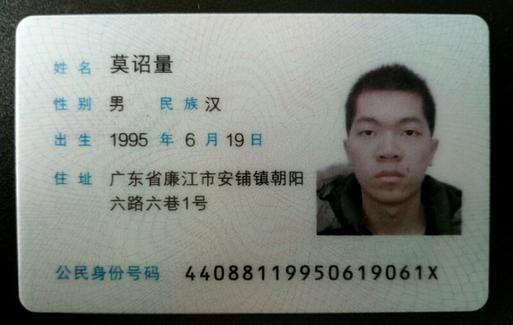 姓名 莫诏量
性别 男 民族 汉
出生 1995 年 6 月 19 日
住址 广东省廉江市安铺镇朝阳
六路六巷1号
公民身份号码 44088119950619061X